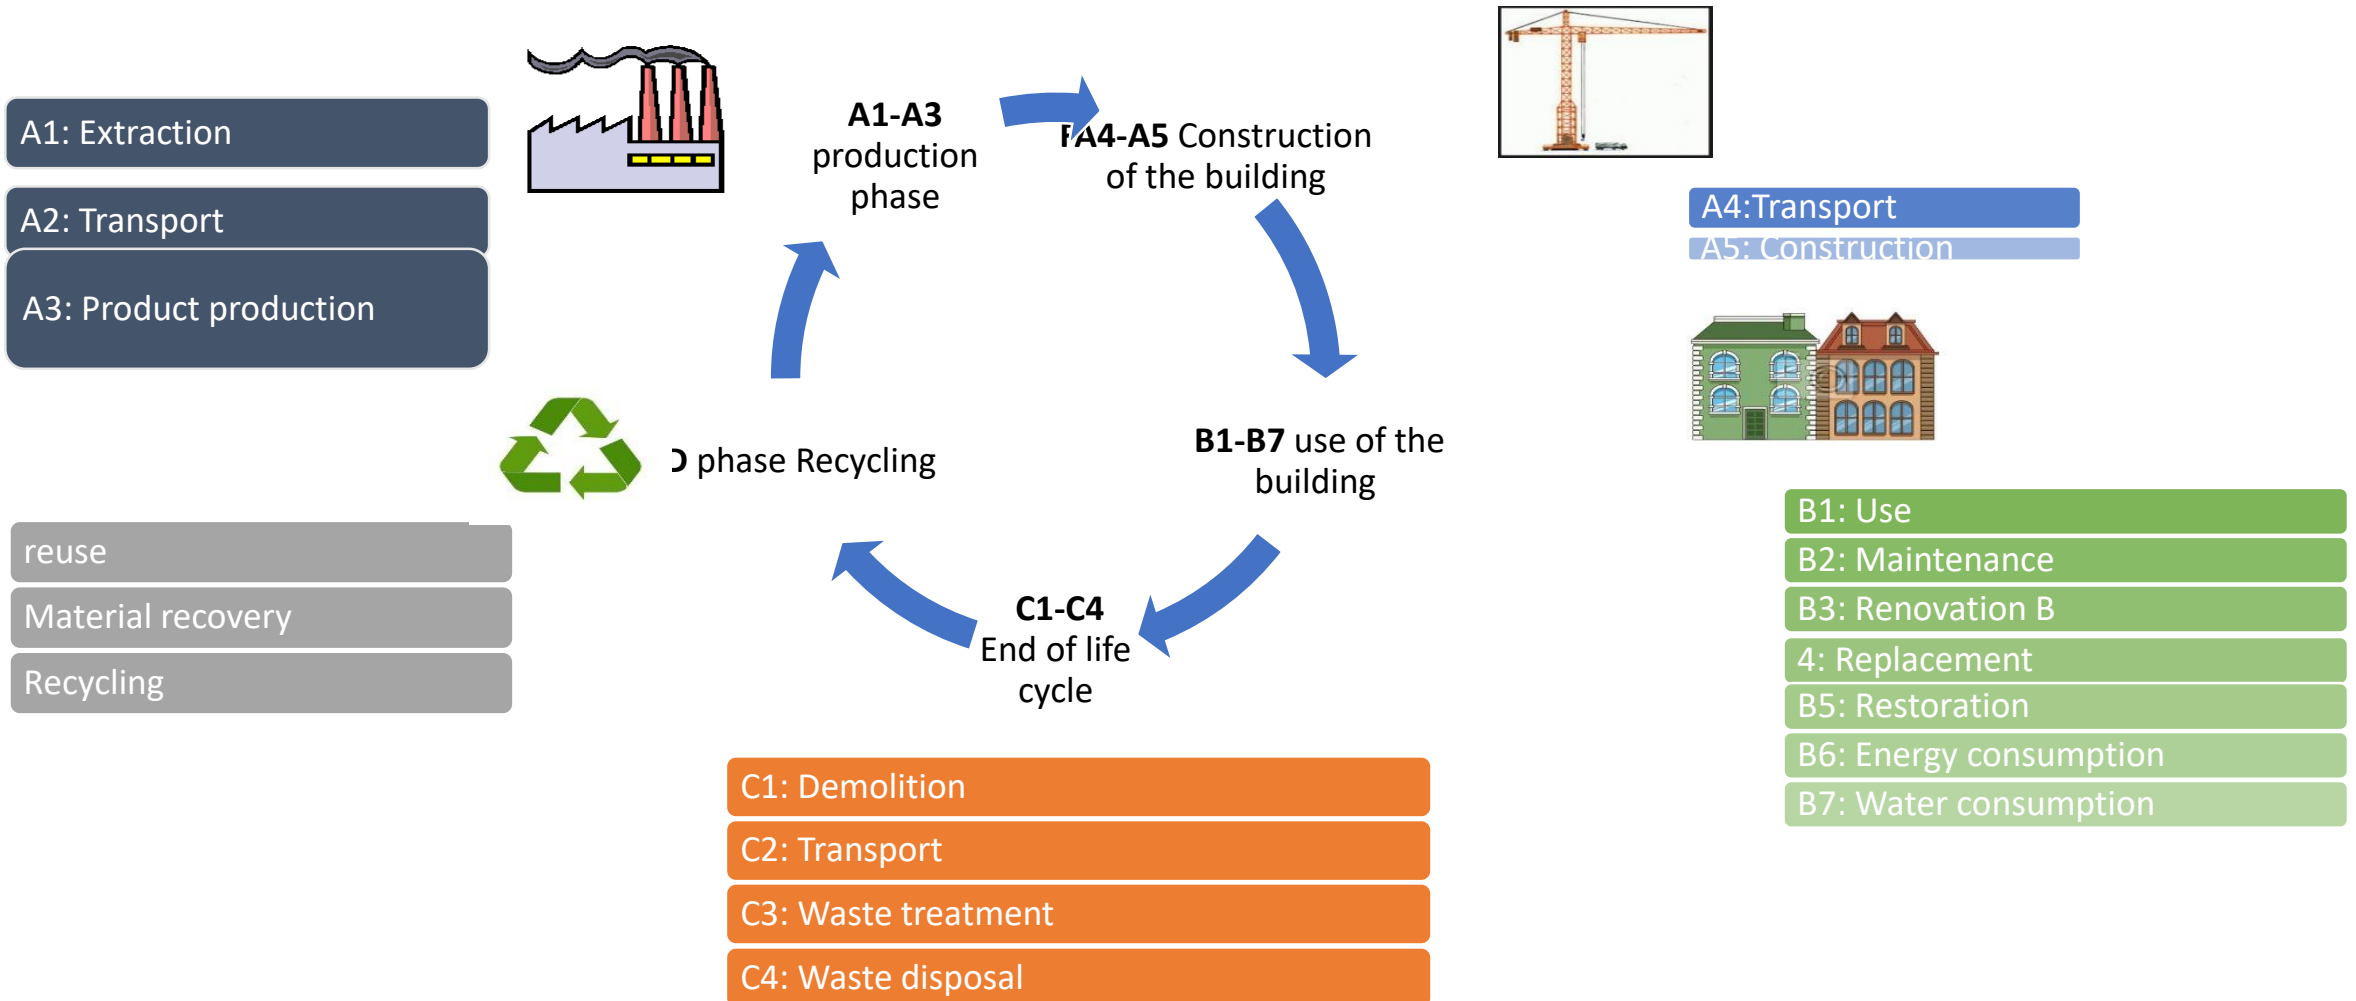 A1: Extraction
A2: Transport
A3: Product production
A1-A3
production
phase
A4-A5 Construction
of the building
A4:Transport
A5: Construction
B1-B7 use of the
building
B1: Use
B2: Maintenance
B3: Renovation B
4: Replacement
B5: Restoration
B6: Energy consumption
B7: Water consumption
C1-C4
End of life
cycle
C1: Demolition
C2: Transport
C3: Waste treatment
C4: Waste disposal
D phase Recycling
reuse
Material recovery
Recycling